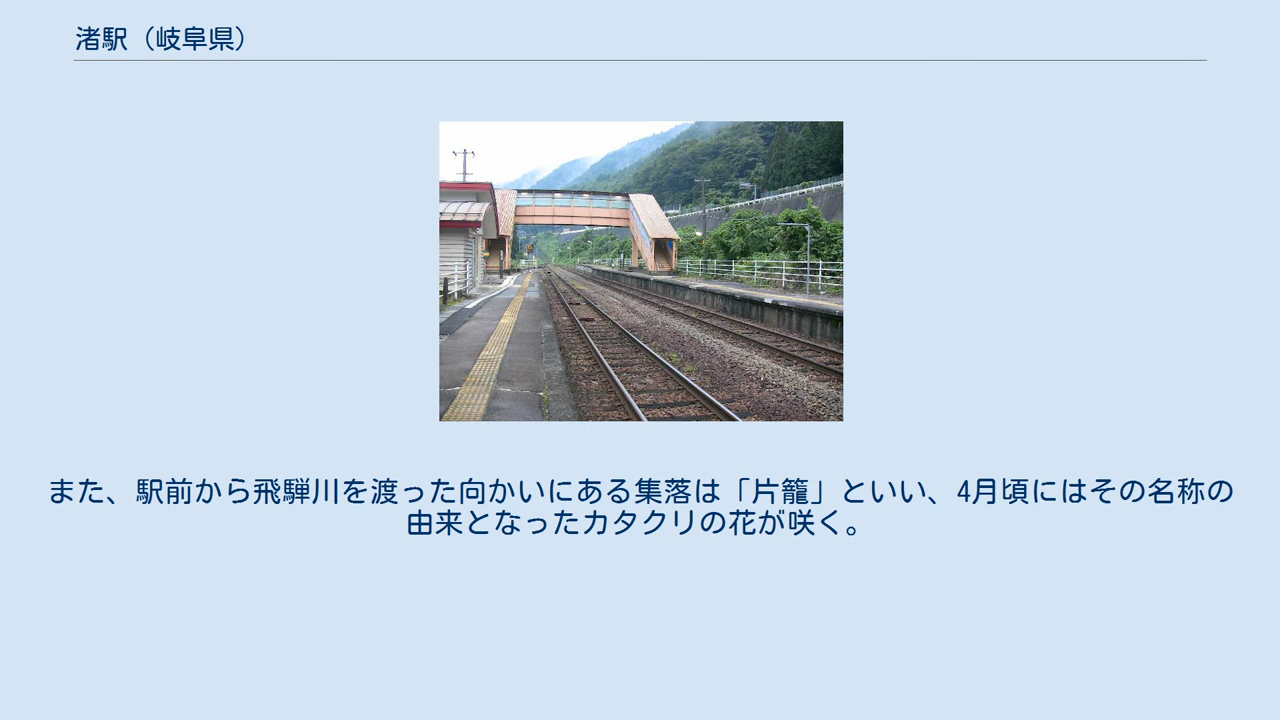 渚駅（岐阜県）
また、駅前から飛騨川を渡った向かいにある集落は「片籠」といい、4月頃にはその名称の
由来となったカタクリの花が咲く。